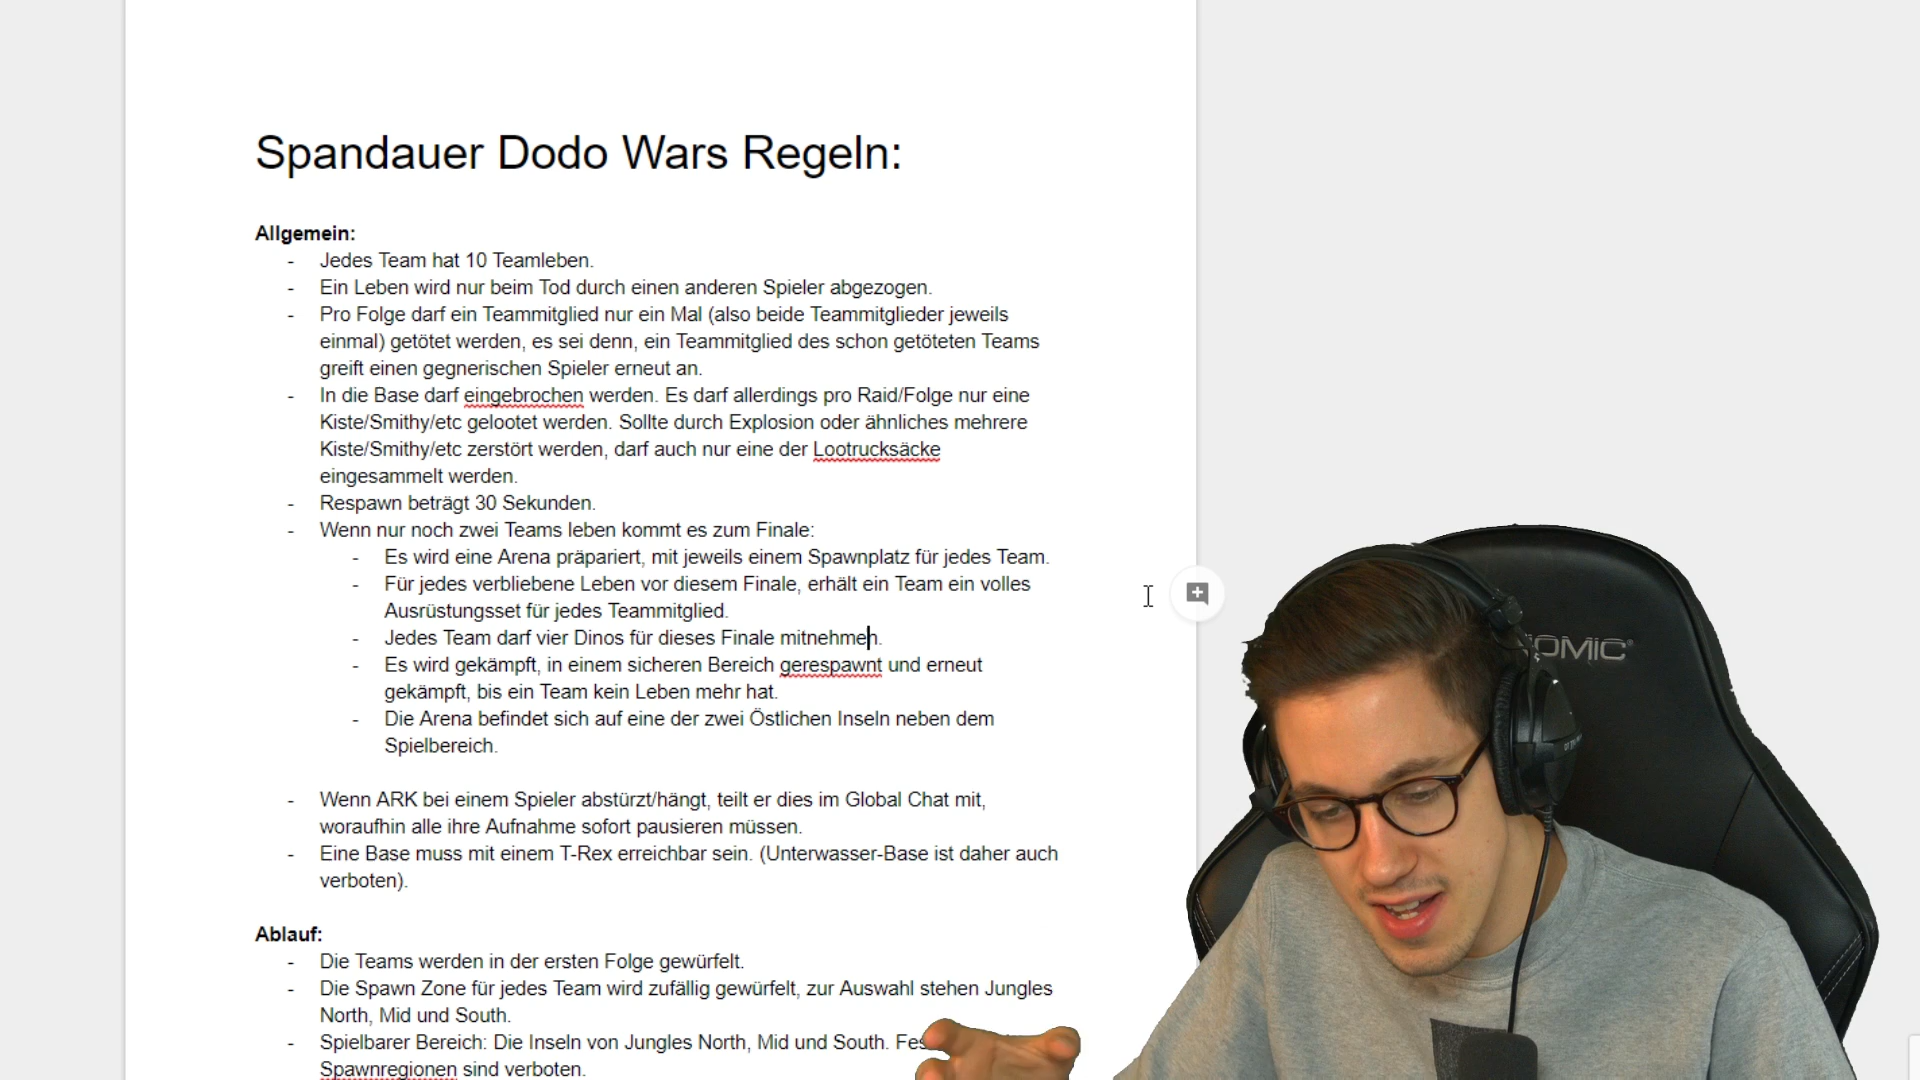 Spandauer Dodo Wars Regeln:
Allgemein:
- Jedes Team hat 10 Teamleben.
- Ein Leben wird nur beim Tod durch einen anderen Spieler abgezogen.
- Pro Folge darf ein Teammitglied nur ein Mal (also beide Teammitglieder jeweils
einmal) getötet werden, es sei denn, ein Teammitglied des schon getöteten Teams
greift einen gegnerischen Spieler erneut an.
- In die Base darf eingebrochen werden. Es darf allerdings pro Raid/Folge nur eine
Kiste/Smithy/etc gelootet werden. Sollte durch Explosion oder ähnliches mehrere
Kiste/Smithy/etc zerstört werden, darf auch nur eine der Lootrucksäcke
eingesammelt werden.
- Respawn beträgt 30 Sekunden.
- Wenn nur noch zwei Teams leben kommt es zum Finale:
- Es wird eine Arena präpariert, mit jeweils einem Spawnplatz für jedes Team.
- Für jedes verbliebene Leben vor diesem Finale, erhält ein Team ein volles
Ausrüstungsset für jedes Teammitglied.
- Jedes Team darf vier Dinos für dieses Finale mitnehmen.
- Es wird gekämpft, in einem sicheren Bereich gerespawnt und erneut
gekämpft, bis ein Team kein Leben mehr hat.
- Die Arena befindet sich auf eine der zwei Östlichen Inseln neben dem
Spielbereich.
- Wenn ARK bei einem Spieler abstürzt/hängt, teilt er dies im Global Chat mit,
woraufhin alle ihre Aufnahme sofort pausieren müssen.
- Eine Base muss mit einem T-Rex erreichbar sein. (Unterwasser-Base ist daher auch
verboten).
Ablauf:
- Die Teams werden in der ersten Folge gewürfelt.
- Die Spawn Zone für jedes Team wird zufällig gewürfelt, zur Auswahl stehen Jungles
North, Mid und South.
- Spielbarer Bereich: Die Inseln von Jungles North, Mid und South.
Spawnregionen sind verboten.